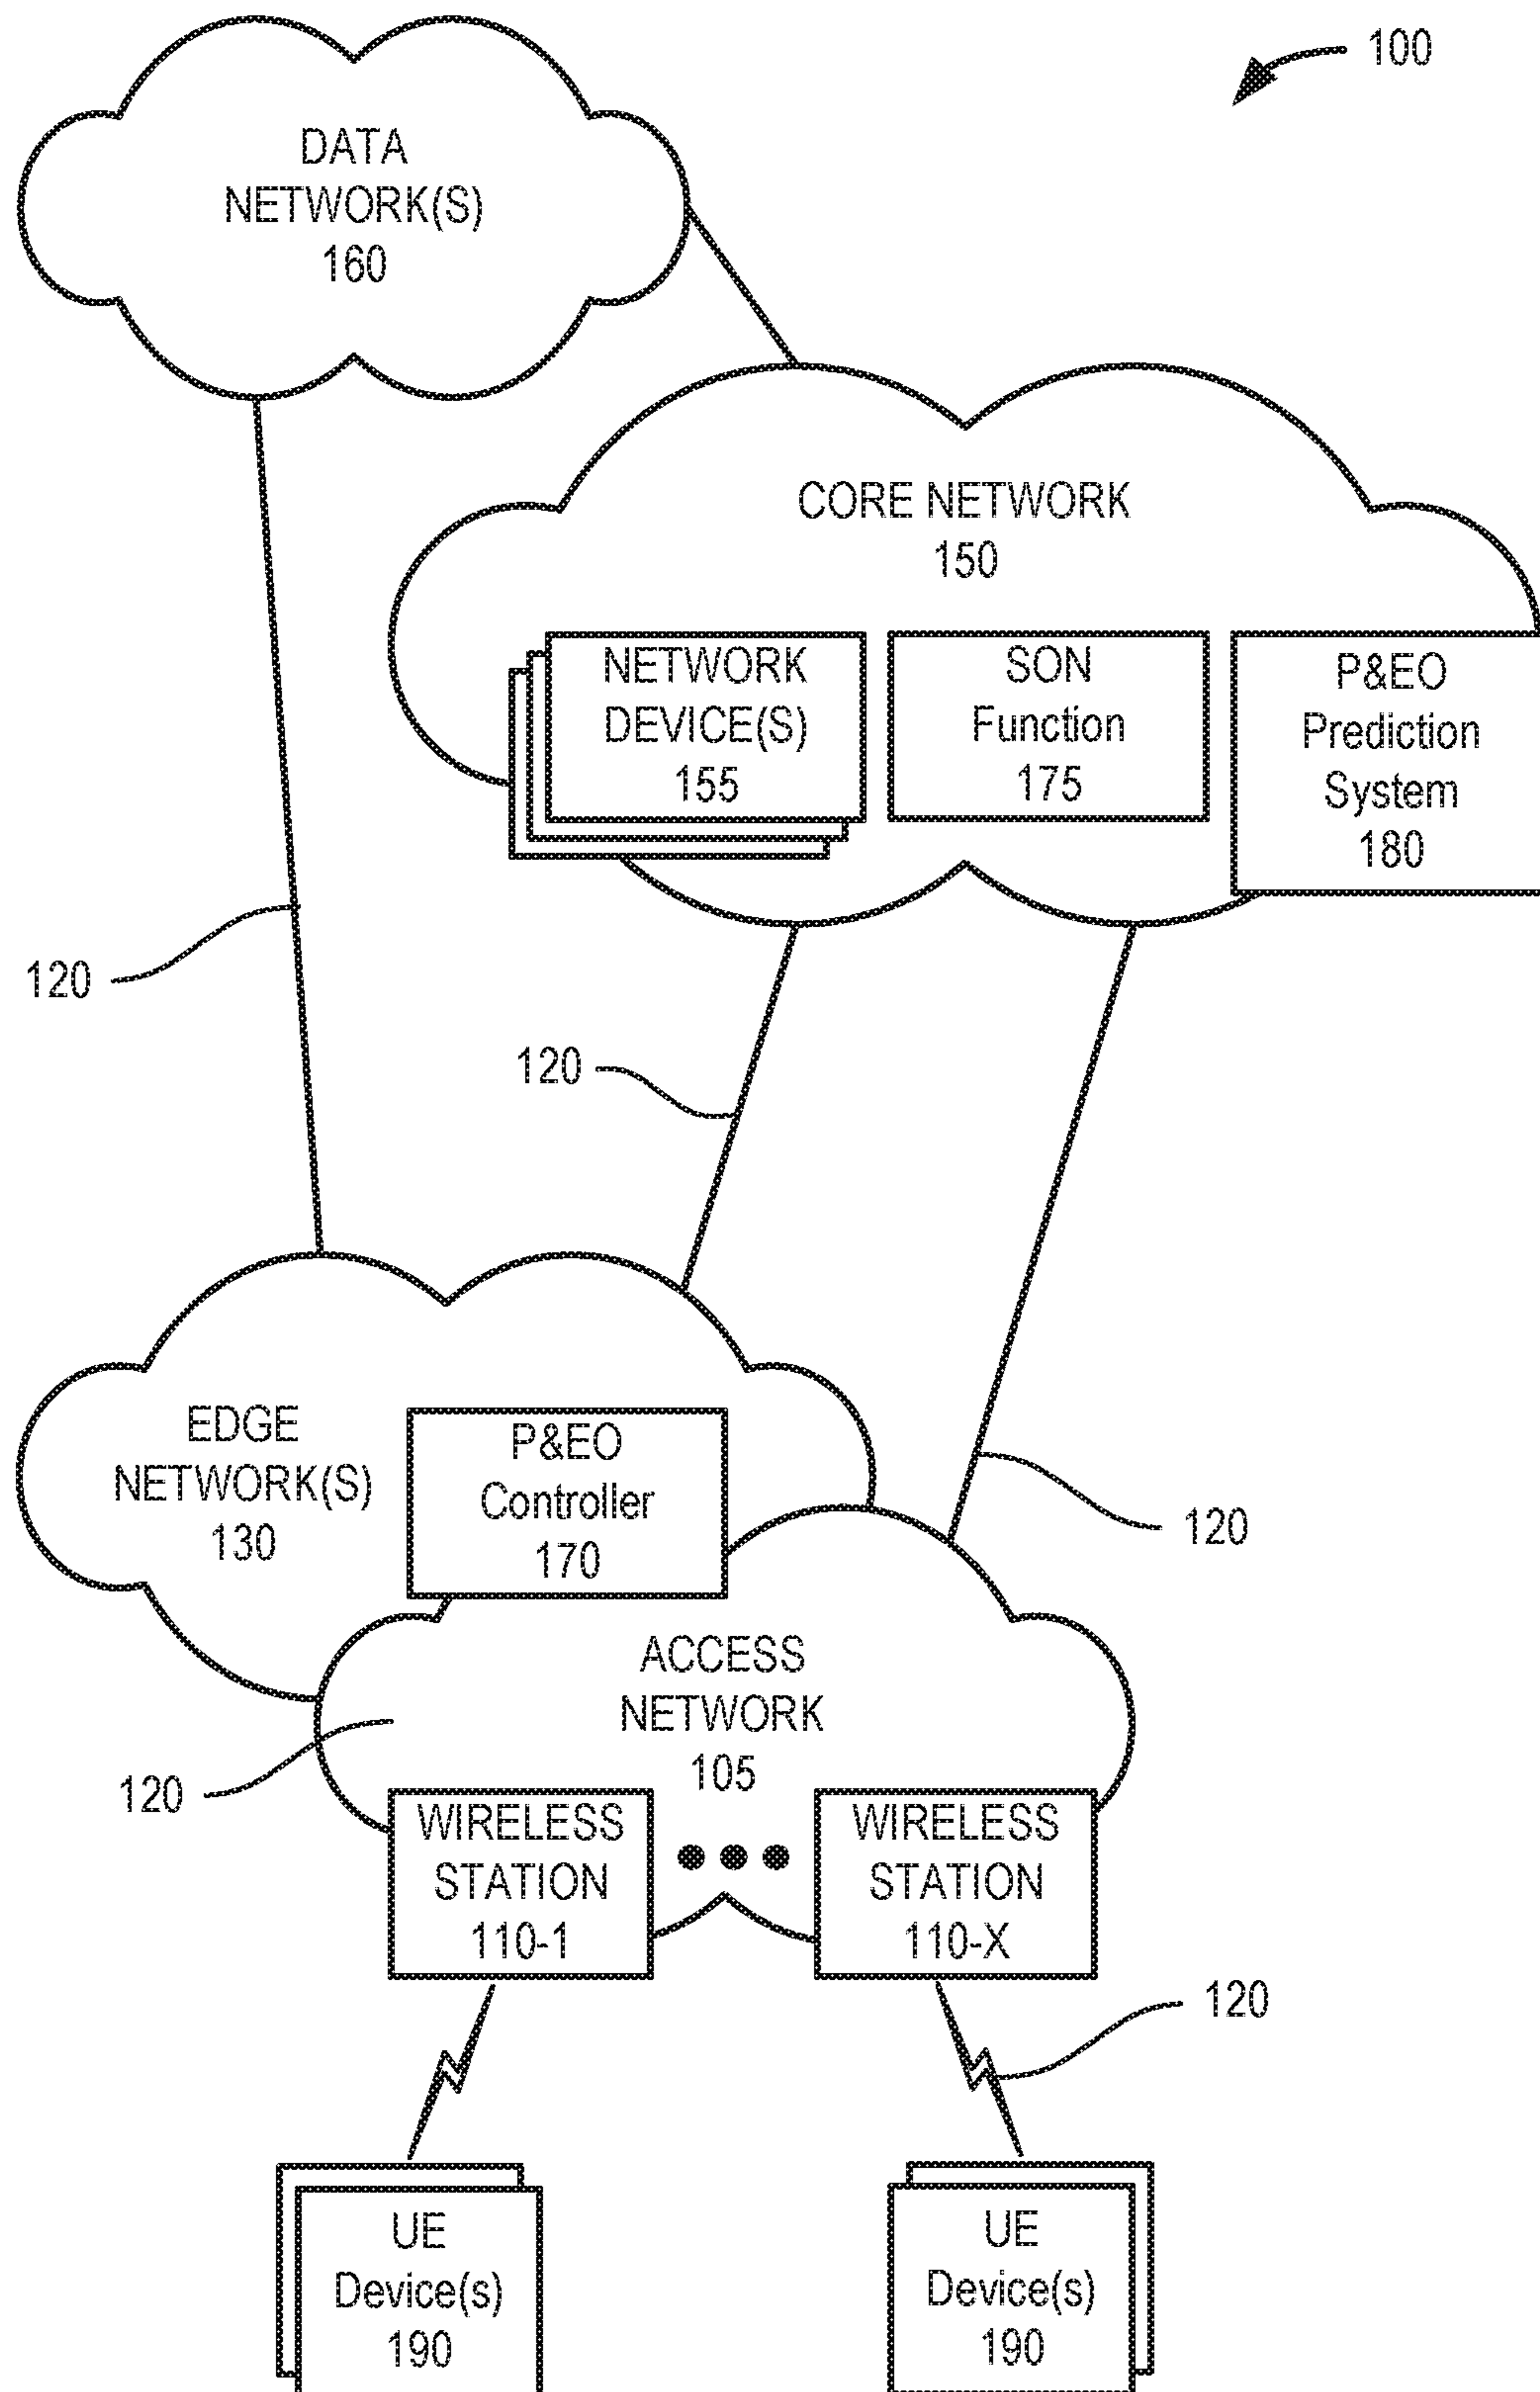 100
DATA
NETWORK(S)
160
CORE NETWORK
150
NETWORK
DEVICE(S)
155
SON
Function
175
P&EO
Prediction
System
180
120
120
EDGE
NETWORK(S)
130
P&EO
Controller
170
120
ACCESS
NETWORK
105
120
WIRELESS
STATION
110-1
WIRELESS
STATION
110-X
120
UE
Device(s)
190
UE
Device(s)
190